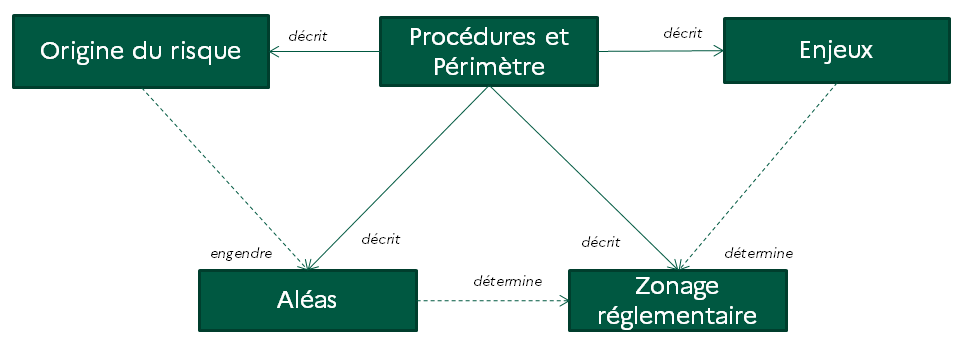 Origine du risque
décrit
Procédures et
Périmètre
décrit
Enjeux
engendre
décrit
décrit
détermine
Aléas
détermine
Zonage
réglementaire